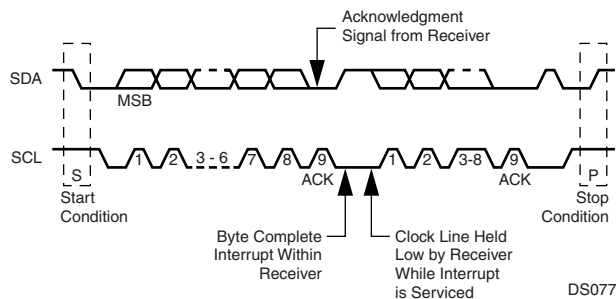 Acknowledgment
Signal from Receiver
SDA
MSB
SCL
S
1
2
3 - 6
7
8
9
1
2
3-8
9
P
ACK
ACK
Start
Condition
Stop
Condition
Byte Complete
Interrupt Within
Receiver
Clock Line Held
Low by Receiver
While Interrupt
is Serviced
DS077